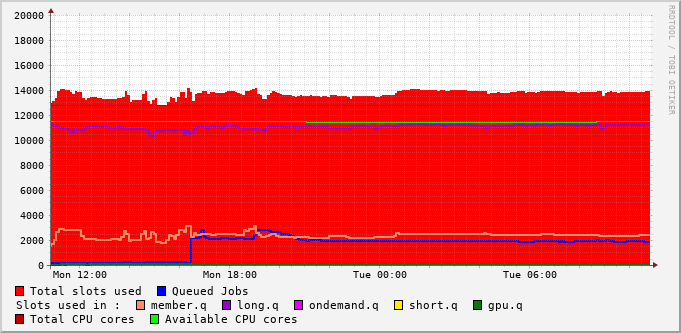 20000
18000
16000
14000
12000
10000
8000
6000
4000
2000
0
Mon 12:00 Mon 18:00 Tue 00:00 Tue 06:00
Total slots used Queued Jobs
Slots used in : member.q long.q ondemand.q short.q gpu.q
Total CPU cores Available CPU cores
RRDTOOL / TOBI OETIKER